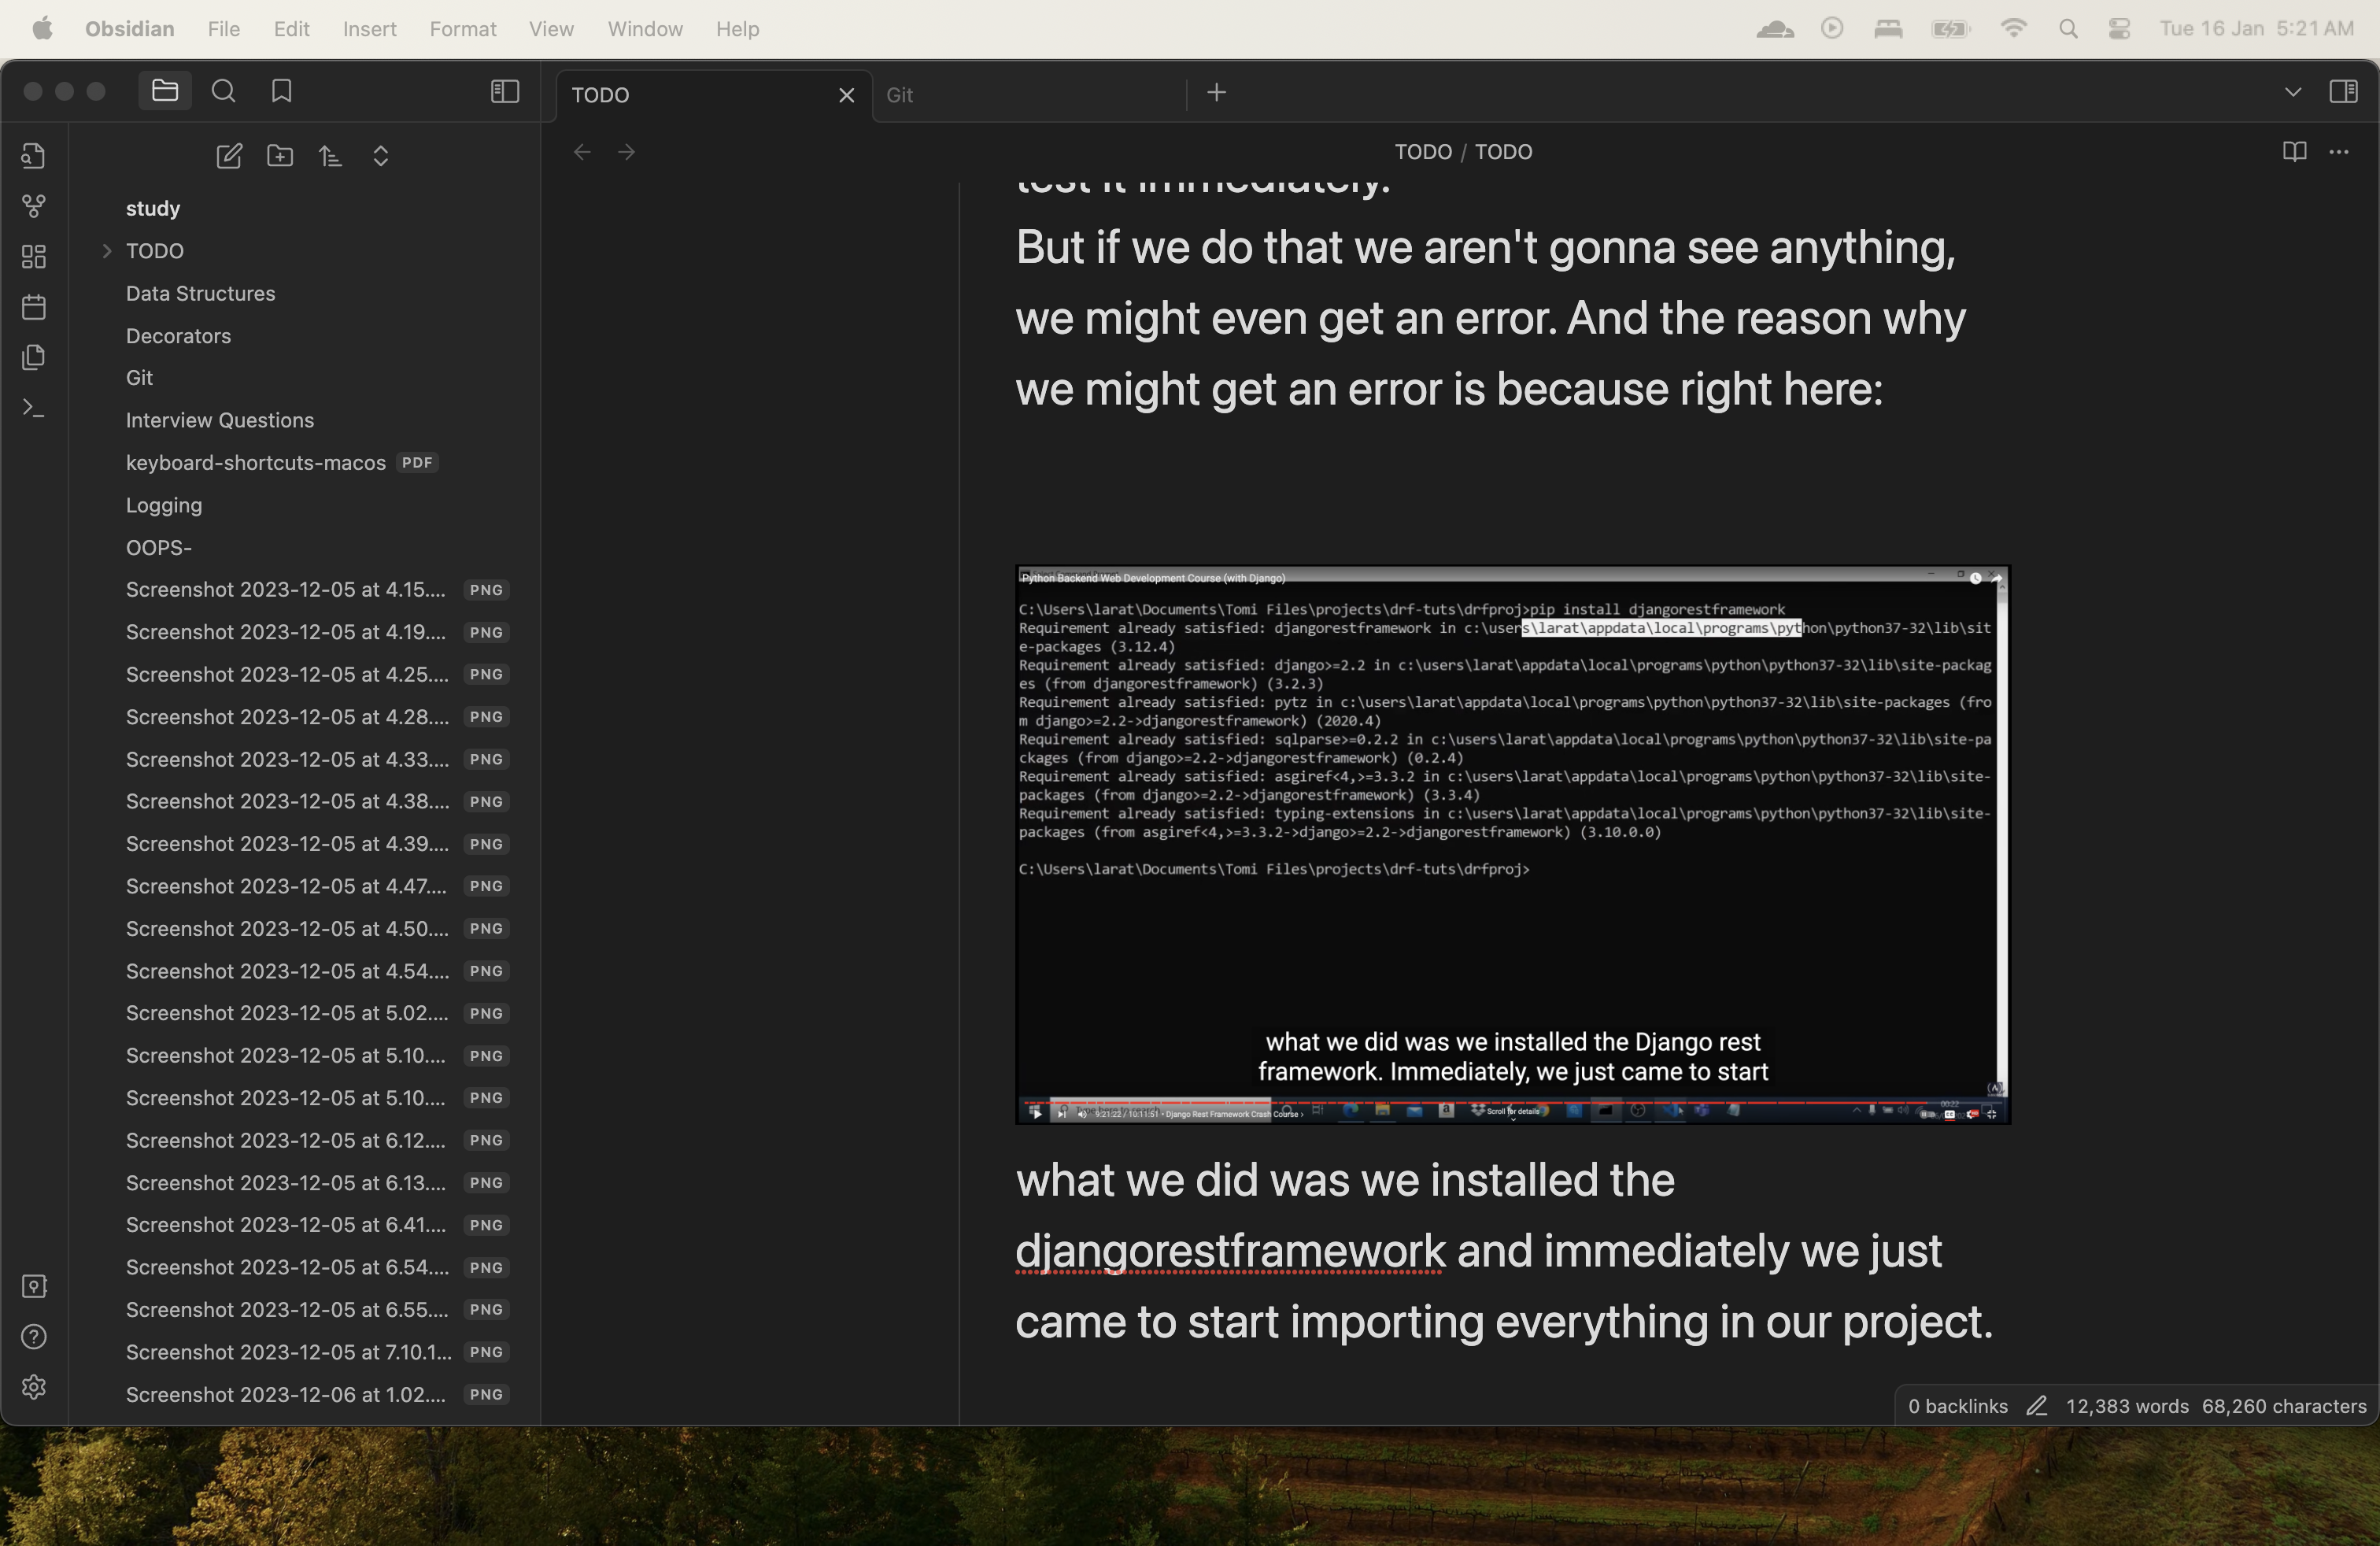 Obsidian File Edit Insert Format View Window Help Tue 16 Jan 5:21 AM
TODO Git
TODO / TODO
study
TODO
Data Structures
Decorators
Git
Interview Questions
keyboard-shortcuts-macos PDF
Logging
OOPS-
Screenshot 2023-12-05 at 4.15.... PNG
Screenshot 2023-12-05 at 4.19.... PNG
Screenshot 2023-12-05 at 4.25.... PNG
Screenshot 2023-12-05 at 4.28.... PNG
Screenshot 2023-12-05 at 4.33.... PNG
Screenshot 2023-12-05 at 4.38.... PNG
Screenshot 2023-12-05 at 4.39.... PNG
Screenshot 2023-12-05 at 4.47.... PNG
Screenshot 2023-12-05 at 4.50.... PNG
Screenshot 2023-12-05 at 4.54.... PNG
Screenshot 2023-12-05 at 5.02.... PNG
Screenshot 2023-12-05 at 5.10.... PNG
Screenshot 2023-12-05 at 5.10.... PNG
Screenshot 2023-12-05 at 6.12.... PNG
Screenshot 2023-12-05 at 6.13.... PNG
Screenshot 2023-12-05 at 6.41.... PNG
Screenshot 2023-12-05 at 6.54.... PNG
Screenshot 2023-12-05 at 6.55.... PNG
Screenshot 2023-12-05 at 7.10.1... PNG
Screenshot 2023-12-06 at 1.02.... PNG
test it immediately.
But if we do that we aren't gonna see anything,
we might even get an error. And the reason why
we might get an error is because right here:
Python Backend Web Development Course (with Django)
C:\Users\larat\Documents\Tomi Files\projects\drf-tuts\drfproj>pip install djangorestframework
Requirement already satisfied: djangorestframework in c:\users\larat\appdata\local\programs\python\python37-32\lib\sit
e-packages (3.12.4)
Requirement already satisfied: django>=2.2 in c:\users\larat\appdata\local\programs\python\python37-32\lib\site-packag
es (from djangorestframework) (3.2.3)
Requirement already satisfied: pytz in c:\users\larat\appdata\local\programs\python\python37-32\lib\site-packages (fro
m django>=2.2->djangorestframework) (2020.4)
Requirement already satisfied: sqlparse>=0.2.2 in c:\users\larat\appdata\local\programs\python\python37-32\lib\site-pa
ckages (from django>=2.2->djangorestframework) (0.2.4)
Requirement already satisfied: asgiref<4,>=3.3.2 in c:\users\larat\appdata\local\programs\python\python37-32\lib\site-
packages (from django>=2.2->djangorestframework) (3.3.4)
Requirement already satisfied: typing-extensions in c:\users\larat\appdata\local\programs\python\python37-32\lib\site-
packages (from asgiref<4,>=3.3.2->django>=2.2->djangorestframework) (3.10.0.0)
C:\Users\larat\Documents\Tomi Files\projects\drf-tuts\drfproj>
what we did was we installed the Django rest
framework. Immediately, we just came to start
9:21:22 / 10:11:51 • Django Rest Framework Crash Course > Scroll for details 00:22
what we did was we installed the
djangorestframework and immediately we just
came to start importing everything in our project.
0 backlinks 12,383 words 68,260 characters